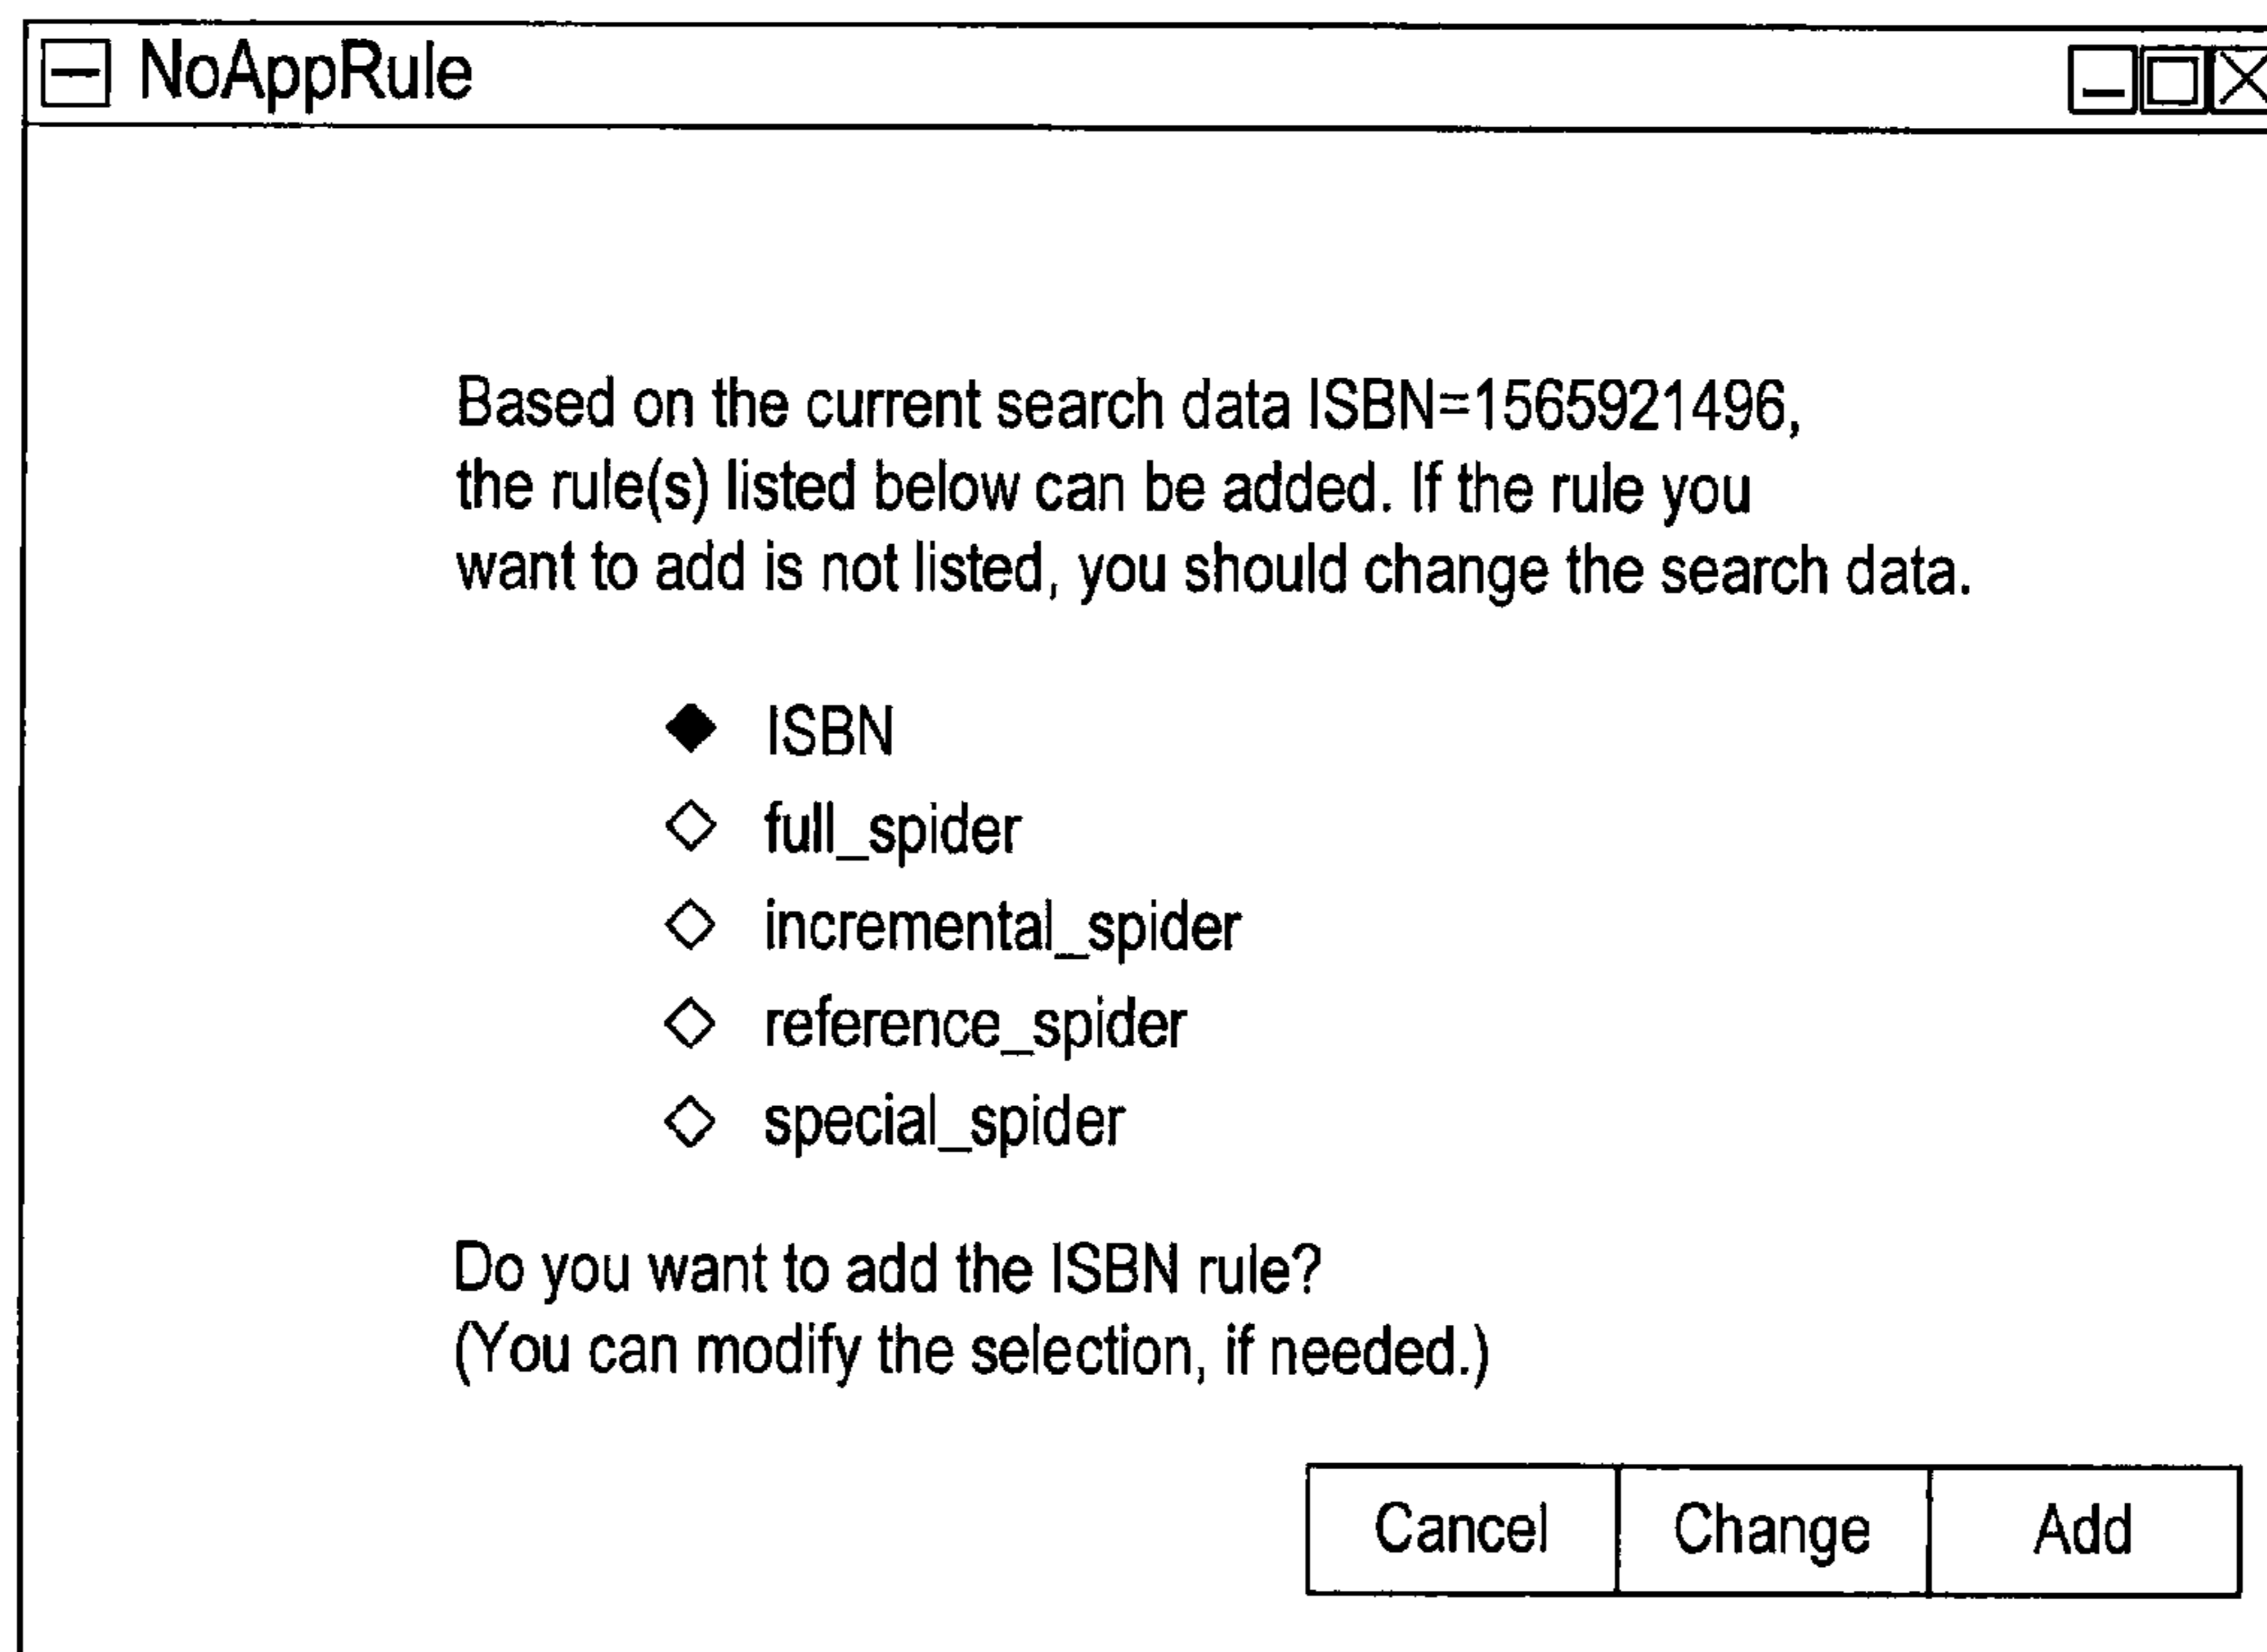 NoAppRule
Based on the current search data ISBN=1565921496,
the rule(s) listed below can be added. If the rule you
want to add is not listed, you should change the search data.
ISBN
full_spider
incremental_spider
reference_spider
special_spider
Do you want to add the ISBN rule?
(You can modify the selection, if needed.)
Cancel Change Add